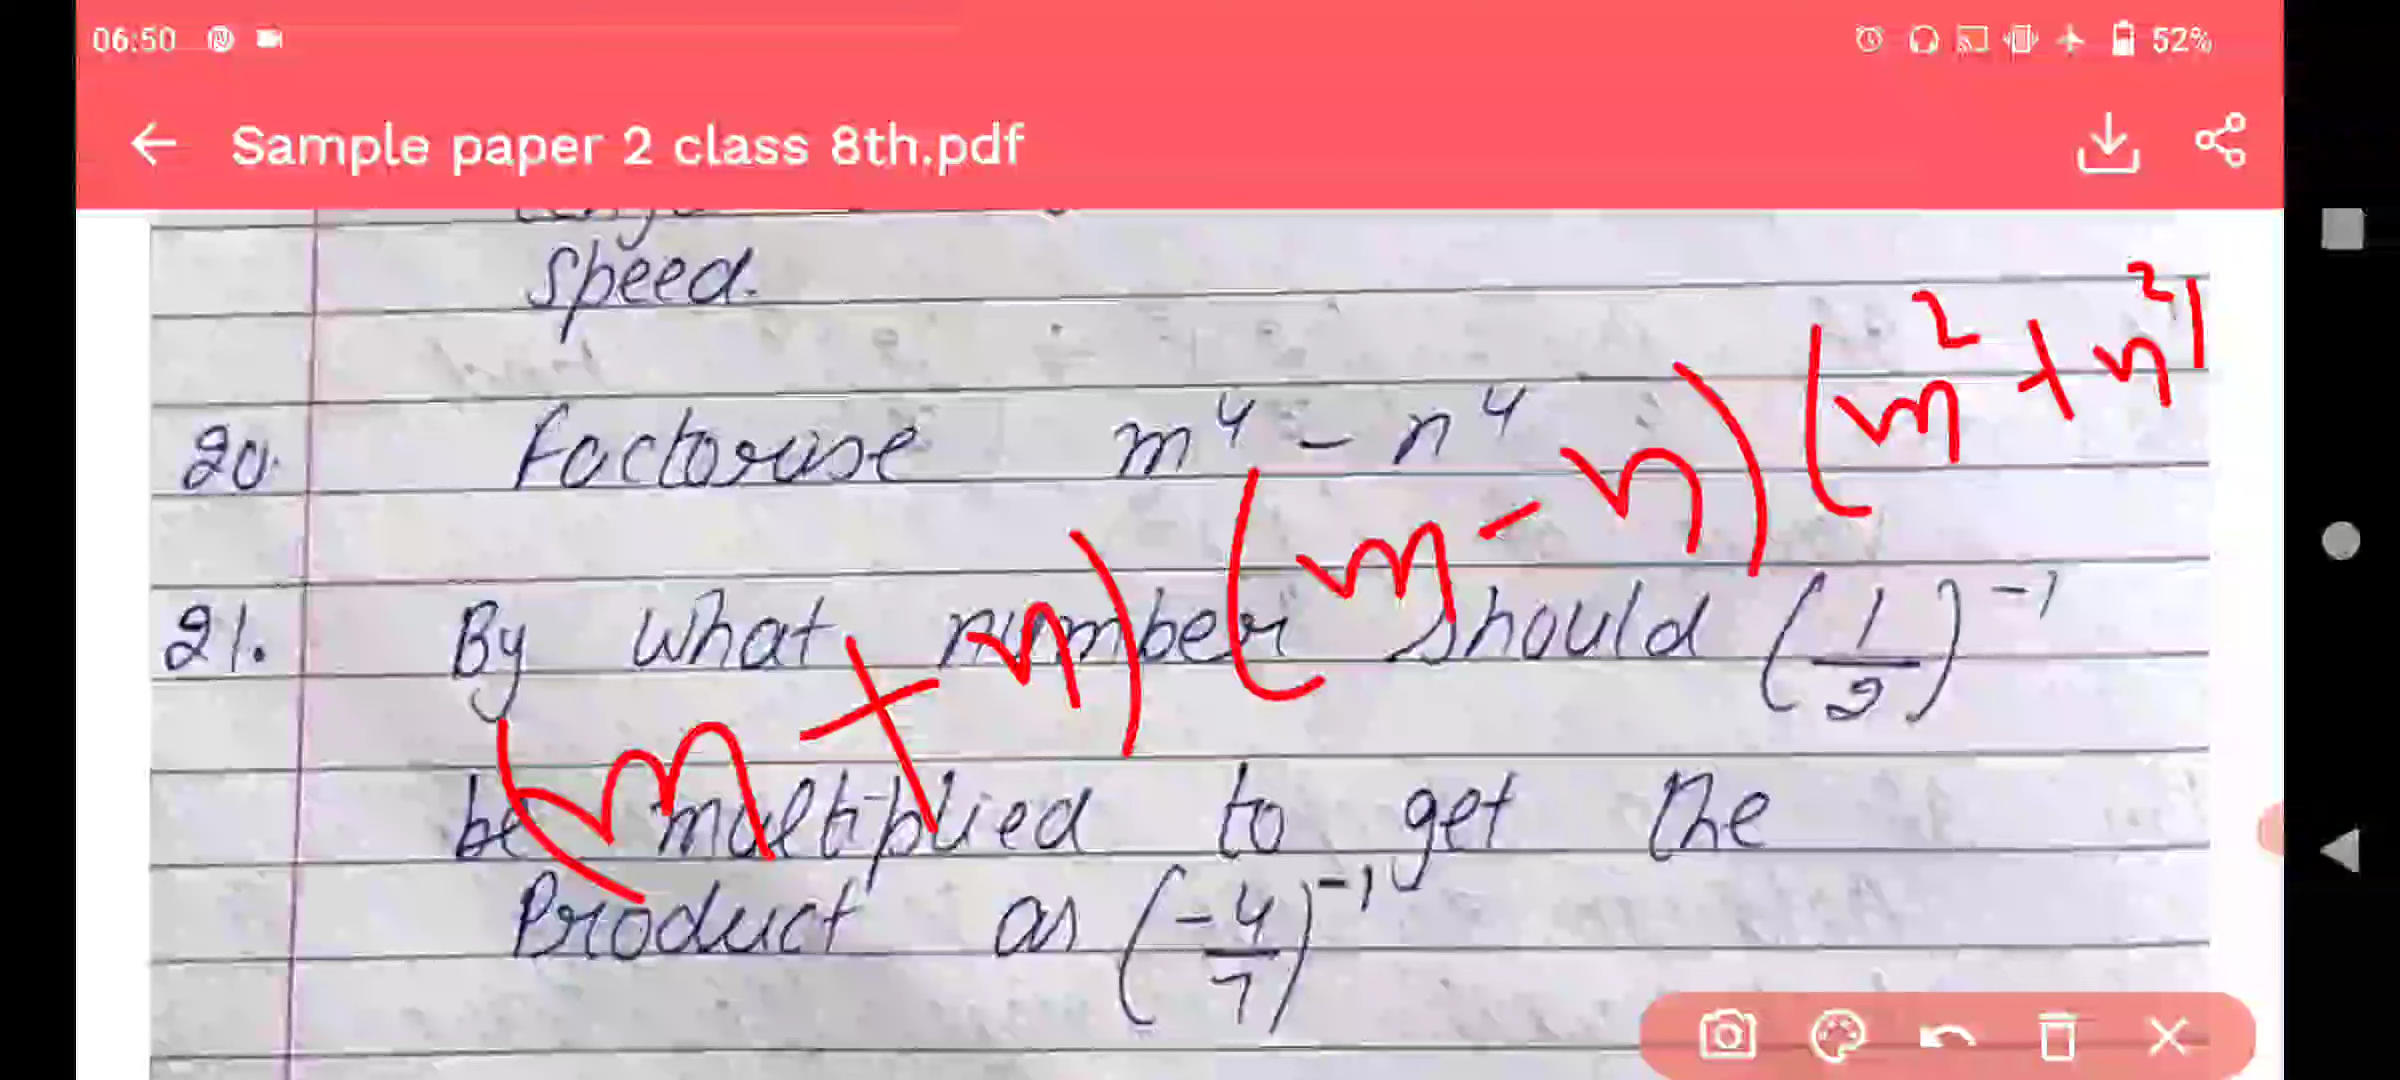 06:50 52%
Sample paper 2 class 8th.pdf
speed.
20. Factorise m⁴ - n⁴
(m + n) (m - n) (m² + n²)
21. By what number should (1/2)⁻¹
be multiplied to get the
Product as (-4/7)⁻¹